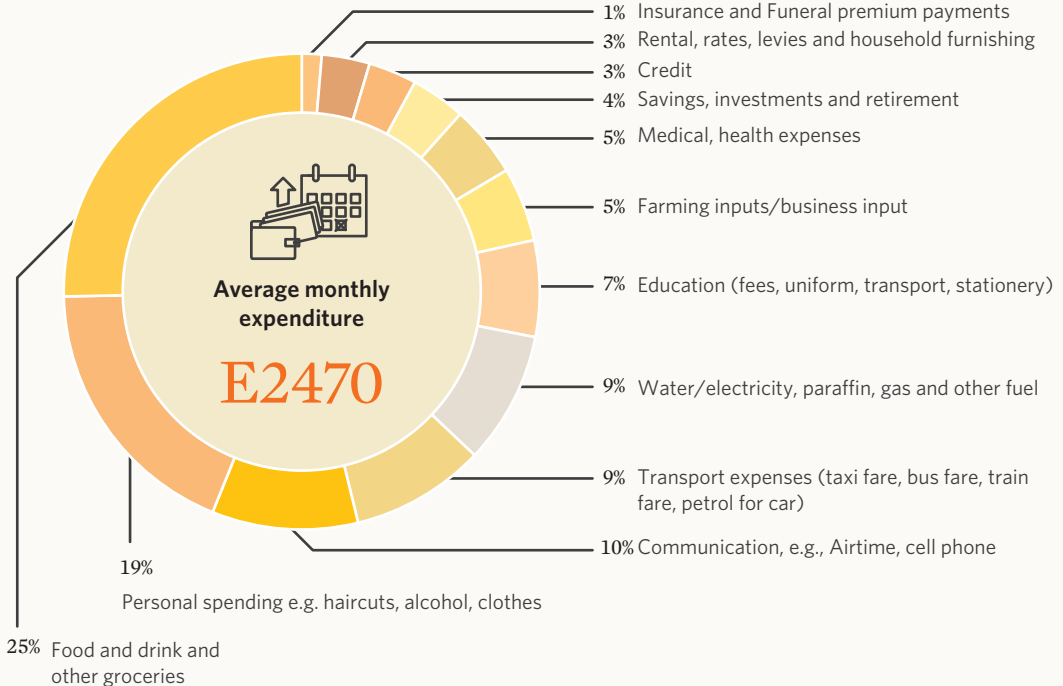 1% Insurance and Funeral premium payments
3% Rental, rates, levies and household furnishing
3% Credit
4% Savings, investments and retirement
5% Medical, health expenses
5% Farming inputs/business input
7% Education (fees, uniform, transport, stationery)
9% Water/electricity, paraffin, gas and other fuel
9% Transport expenses (taxi fare, bus fare, train
fare, petrol for car)
10% Communication, e.g., Airtime, cell phone
19%
Personal spending e.g. haircuts, alcohol, clothes
25% Food and drink and
other groceries
Average monthly
expenditure
E2470